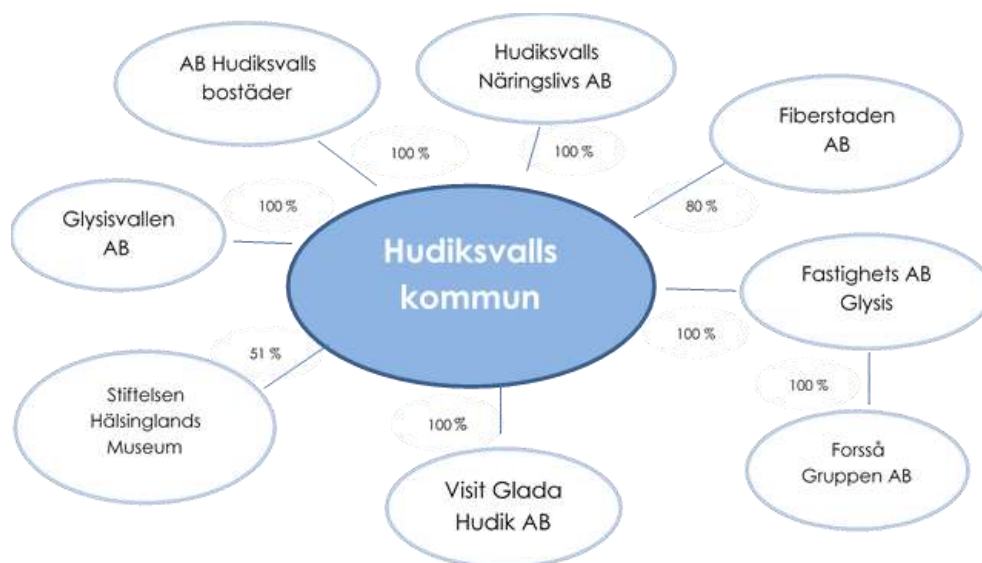 AB Hudiksvalls
bostäder
Hudiksvalls
Näringslivs AB
Fiberstaden
AB
100 %
100 %
100 %
80 %
Glysisvallen
AB
Hudiksvalls
kommun
Fastighets AB
Glysis
100 %
51 %
100 %
Stiftelsen
Hälsinglands
Museum
100 %
Visit Glada
Hudik AB
Forsså
Gruppen AB